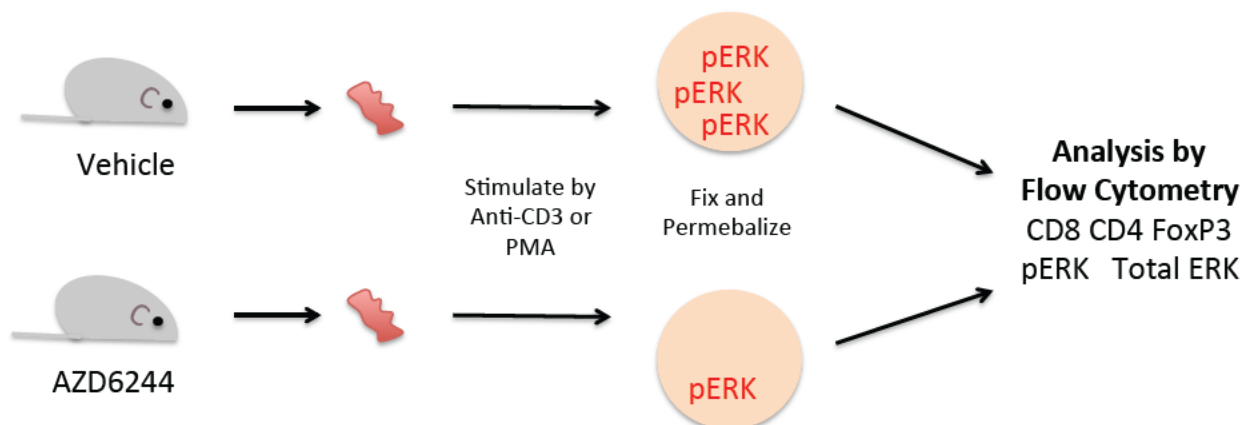 Vehicle
Stimulate by
Anti-CD3 or
PMA
pERK
pERK
pERK
Fix and
Permebalize
AZD6244
pERK
Analysis by
Flow Cytometry
CD8 CD4 FoxP3
pERK Total ERK